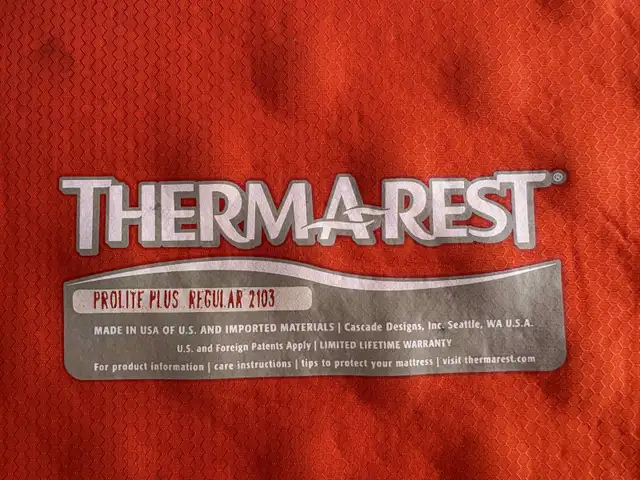 THERMAREST®
PROLITE PLUS REGULAR 2103
MADE IN USA OF U.S. AND IMPORTED MATERIALS | Cascade Designs, Inc. Seattle, WA U.S.A.
U.S. and Foreign Patents Apply | LIMITED LIFETIME WARRANTY
For product information | care instructions | tips to protect your mattress | visit thermarest.com